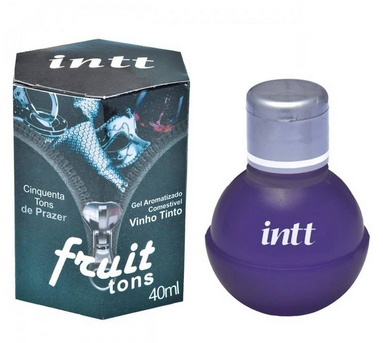 intt
Cinquenta
Tons
de Prazer
Gel Aromatizado
Comestível
Vinho Tinto
fruit
tons
40ml
intt